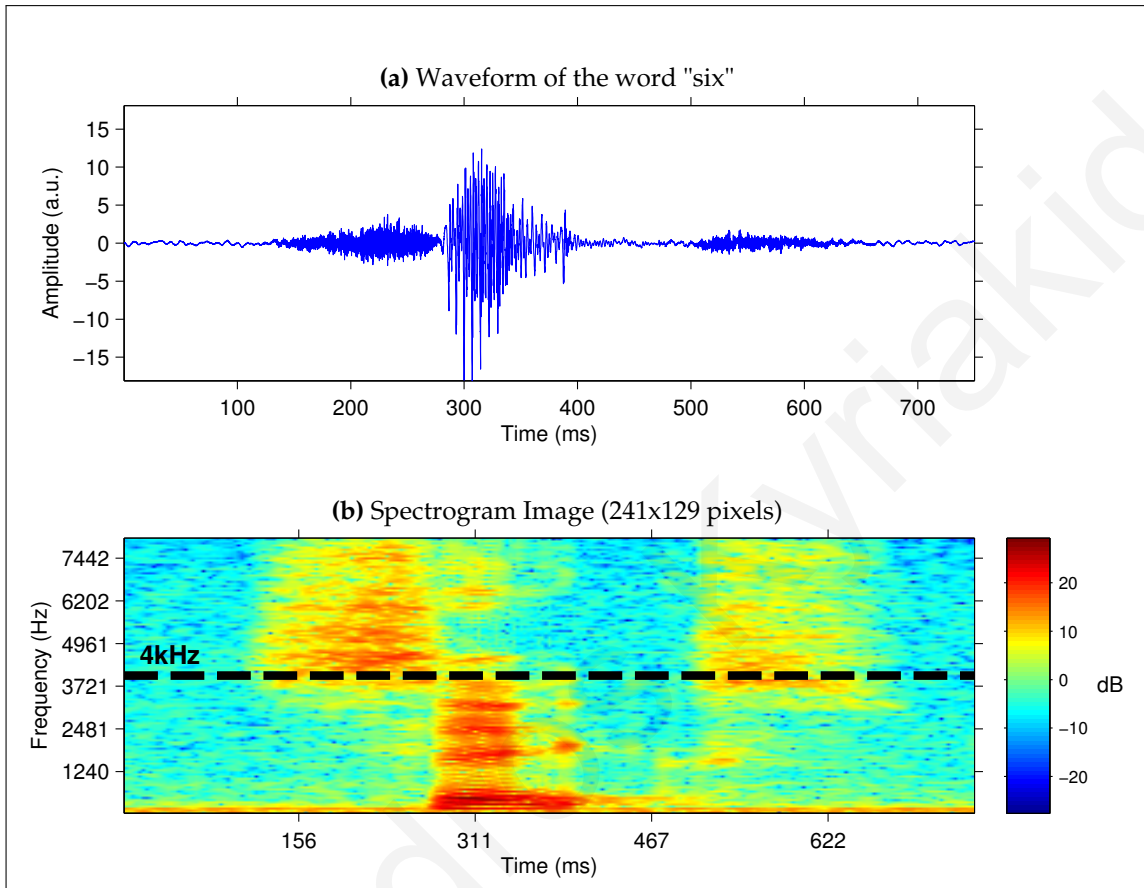 (a) Waveform of the word "six"
15
10
5
0
−5
−10
−15
Amplitude (a.u.)
100 200 300 400 500 600 700
Time (ms)
(b) Spectrogram Image (241x129 pixels)
7442
6202
4961
3721
2481
1240
Frequency (Hz)
4kHz
156 311 467 622
Time (ms)
20
10
0
−10
−20
dB
Kyriakid